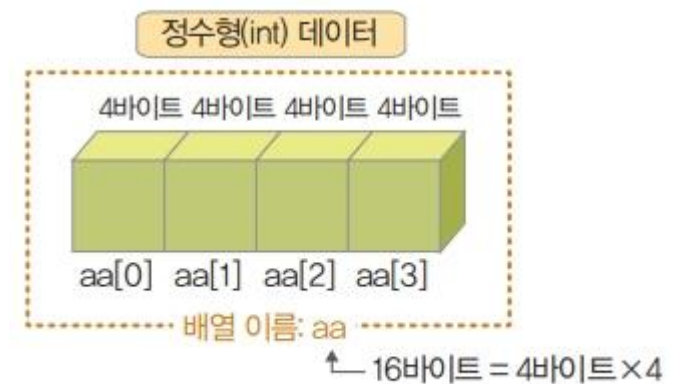 정수형(int) 데이터
4바이트 4바이트 4바이트 4바이트
aa[0] aa[1] aa[2] aa[3]
배열 이름: aa
16바이트 = 4바이트×4